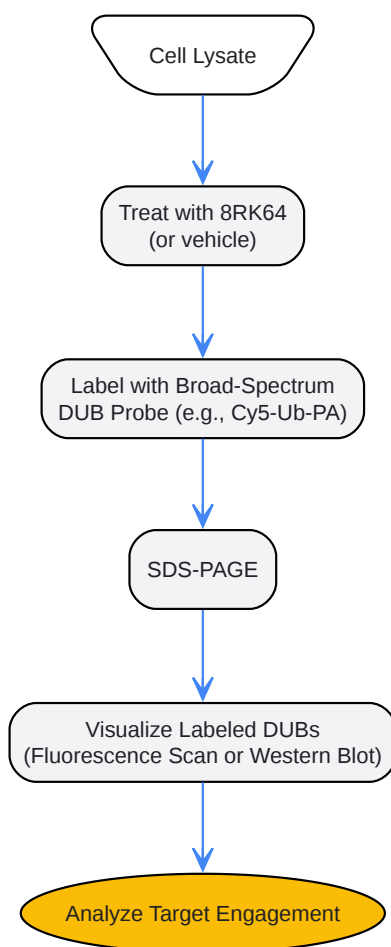 Cell Lysate
Treat with 8RK64
(or vehicle)
Label with Broad-Spectrum
DUB Probe (e.g., Cy5-Ub-PA)
SDS-PAGE
Visualize Labeled DUBs
(Fluorescence Scan or Western Blot)
Analyze Target Engagement